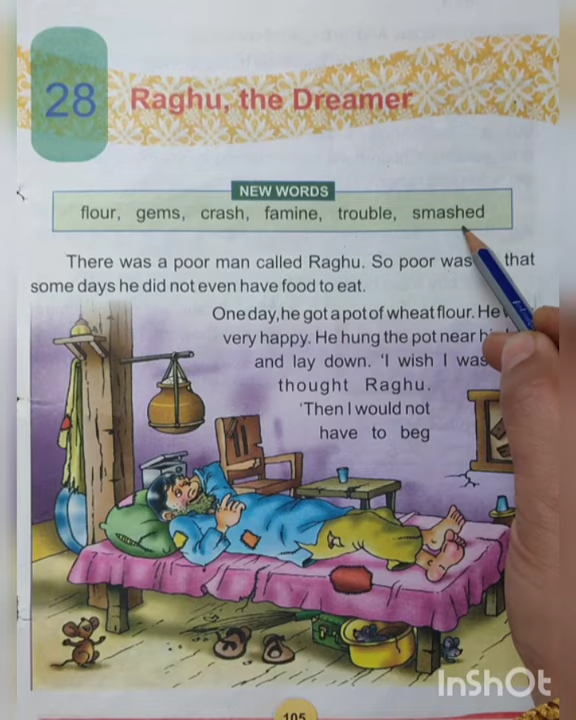 28
Raghu, the Dreamer
NEW WORDS
flour, gems, crash, famine, trouble, smashed
There was a poor man called Raghu. So poor was that
some days he did not even have food to eat.
One day, he got a pot of wheat flour. He
very happy. He hung the pot near
and lay down. 'I wish I was
thought Raghu.
'Then I would not
have to beg
105
InShOt